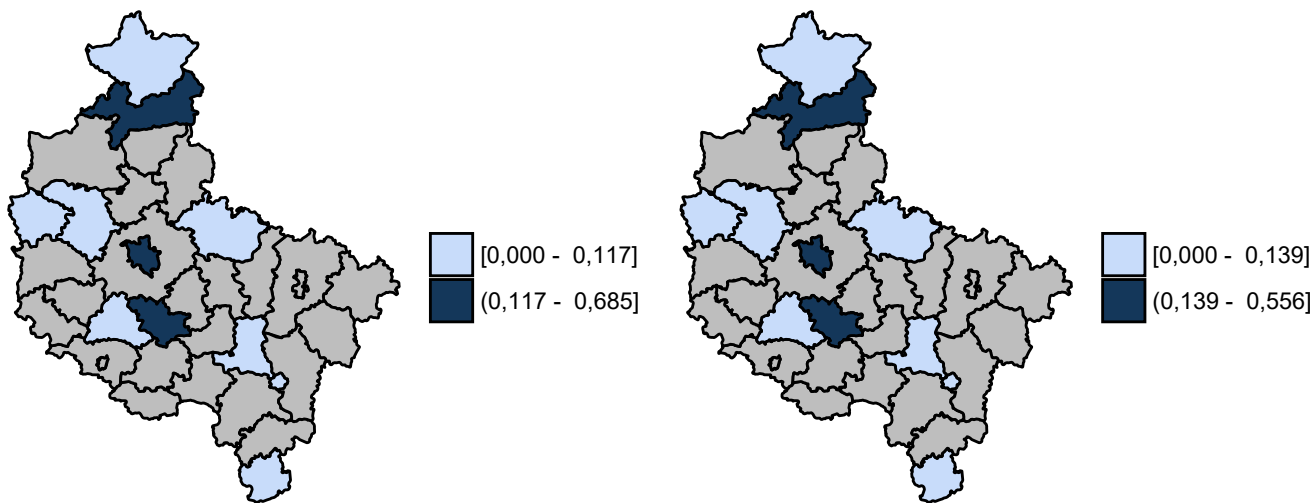 [0,000 - 0,117]
(0,117 - 0,685]
[0,000 - 0,139]
(0,139 - 0,556]